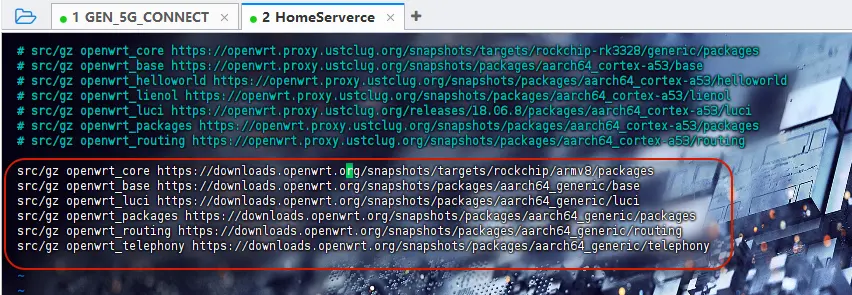 1 GEN_5G_CONNECT × 2 HomeServerce × +
# src/gz openwrt_core https://openwrt.proxy.ustclug.org/snapshots/targets/rockchip-rk3328/generic/packages
# src/gz openwrt_base https://openwrt.proxy.ustclug.org/snapshots/packages/aarch64_cortex-a53/base
# src/gz openwrt_helloworld https://openwrt.proxy.ustclug.org/snapshots/packages/aarch64_cortex-a53/helloworld
# src/gz openwrt_lienol https://openwrt.proxy.ustclug.org/snapshots/packages/aarch64_cortex-a53/lienol
# src/gz openwrt_luci https://openwrt.proxy.ustclug.org/releases/18.06.8/packages/aarch64_cortex-a53/luci
# src/gz openwrt_packages https://openwrt.proxy.ustclug.org/snapshots/packages/aarch64_cortex-a53/packages
# src/gz openwrt_routing https://openwrt.proxy.ustclug.org/snapshots/packages/aarch64_cortex-a53/routing
src/gz openwrt_core https://downloads.openwrt.org/snapshots/targets/rockchip/armv8/packages
src/gz openwrt_base https://downloads.openwrt.org/snapshots/packages/aarch64_generic/base
src/gz openwrt_luci https://downloads.openwrt.org/snapshots/packages/aarch64_generic/luci
src/gz openwrt_packages https://downloads.openwrt.org/snapshots/packages/aarch64_generic/packages
src/gz openwrt_routing https://downloads.openwrt.org/snapshots/packages/aarch64_generic/routing
src/gz openwrt_telephony https://downloads.openwrt.org/snapshots/packages/aarch64_generic/telephony
~
~